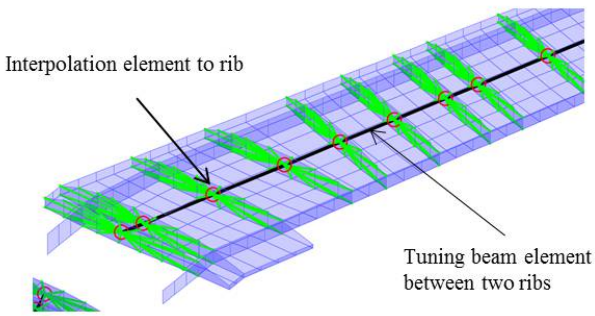 Interpolation element to rib
Tuning beam element
between two ribs